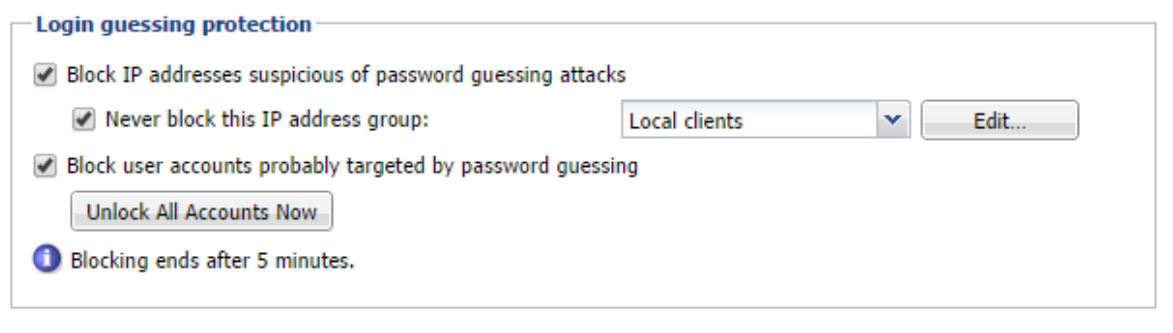 Login guessing protection
Block IP addresses suspicious of password guessing attacks
Never block this IP address group: Local clients Edit...
Block user accounts probably targeted by password guessing
Unlock All Accounts Now
Blocking ends after 5 minutes.